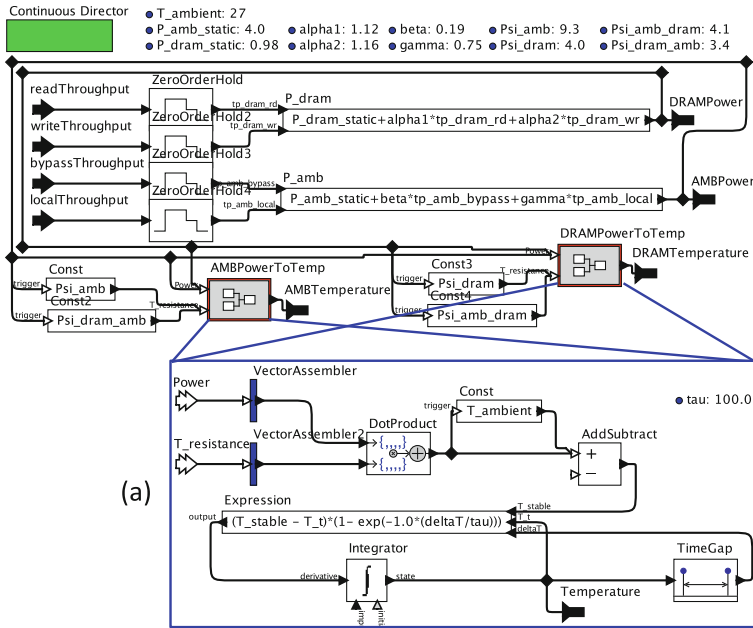 Continuous Director
T_ambient: 27
P_amb_static: 4.0 alpha1: 1.12 beta: 0.19 Psi_amb: 9.3 Psi_amb_dram: 4.1
P_dram_static: 0.98 alpha2: 1.16 gamma: 0.75 Psi_dram: 4.0 Psi_dram_amb: 3.4
readThroughput
ZeroOrderHold
tp_dram_rd
P_dram
P_dram_static+alpha1*tp_dram_rd+alpha2*tp_dram_wr
DRAMPower
writeThroughput
ZeroOrderHold2
tp_dram_wr
bypassThroughput
ZeroOrderHold3
tp_amb_bypass
P_amb
P_amb_static+beta*tp_amb_bypass+gamma*tp_amb_local
AMBPower
localThroughput
ZeroOrderHold4
tp_amb_local
DRAMPowerToTemp
Power
T_resistance
DRAMTemperature
Const
trigger
Psi_amb
Const2
trigger
Psi_dram_amb
AMBPowerToTemp
Power
T_resistance
AMBTemperature
Const3
trigger
Psi_dram
Const4
trigger
Psi_amb_dram
Power
VectorAssembler
Const
trigger
T_ambient
tau: 100.0
T_resistance
VectorAssembler2
DotProduct
{,,,,}
{,,,,}
AddSubtract
+
−
(a)
Expression
output
(T_stable - T_t)*(1- exp(-1.0*(deltaT/tau)))
T_stable
T_t
deltaT
Integrator
derivative
∫
state
TimeGap
Temperature